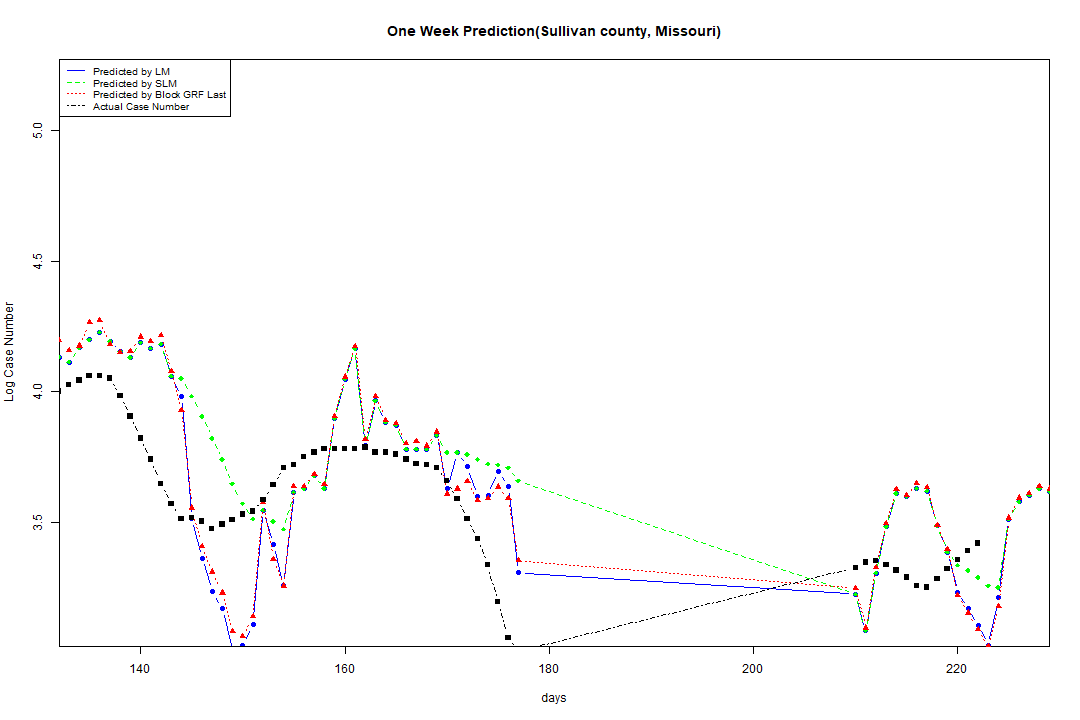 One Week Prediction(Sullivan county, Missouri)
Predicted by LM
Predicted by SLM
Predicted by Block GRF Last
Actual Case Number
5.0
4.5
4.0
3.5
Log Case Number
140 160 180 200 220
days